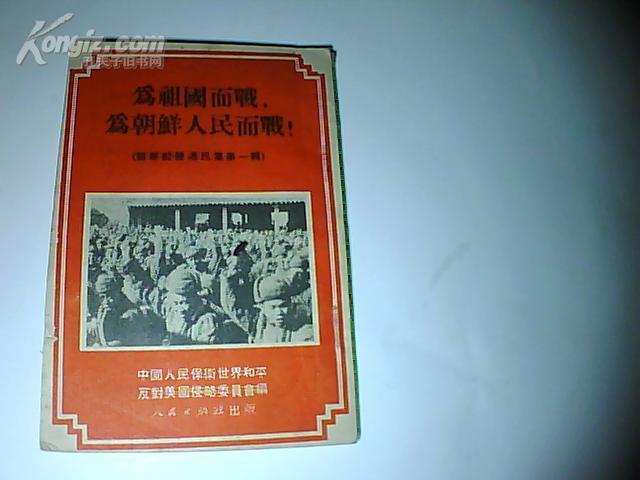 Kongfz.com
孔夫子旧书网
為祖國而戰，
為朝鮮人民而戰！
中國人民保衛世界和平
反對美國侵略委員會編
人民出版社出版